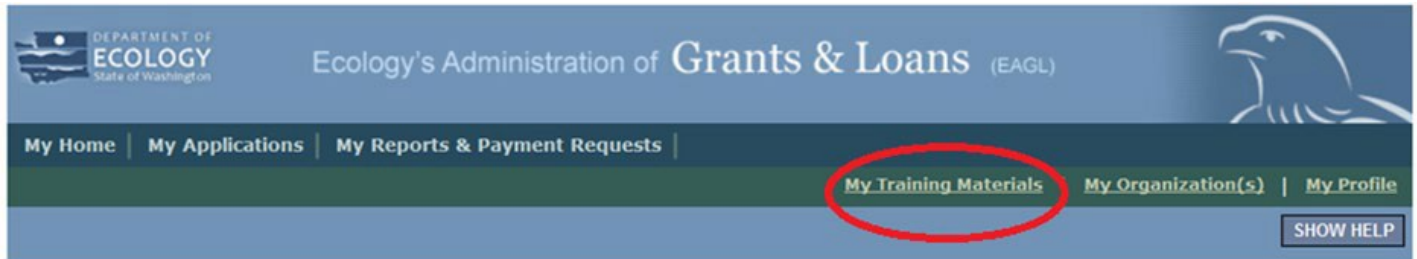 DEPARTMENT OF
ECOLOGY
State of Washington
Ecology's Administration of Grants & Loans (EAGL)
My Home | My Applications | My Reports & Payment Requests |
My Training Materials | My Organization(s) | My Profile
SHOW HELP